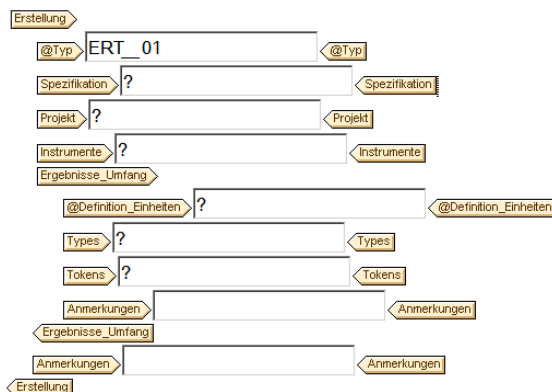 Erstellung
@Typ ERT__01 @Typ
Spezifikation ? Spezifikation
Projekt ? Projekt
Instrumente ? Instrumente
Ergebnisse_Umfang
@Definition_Einheiten ? @Definition_Einheiten
Types ? Types
Tokens ? Tokens
Anmerkungen Anmerkungen
Ergebnisse_Umfang
Anmerkungen Anmerkungen
Erstellung